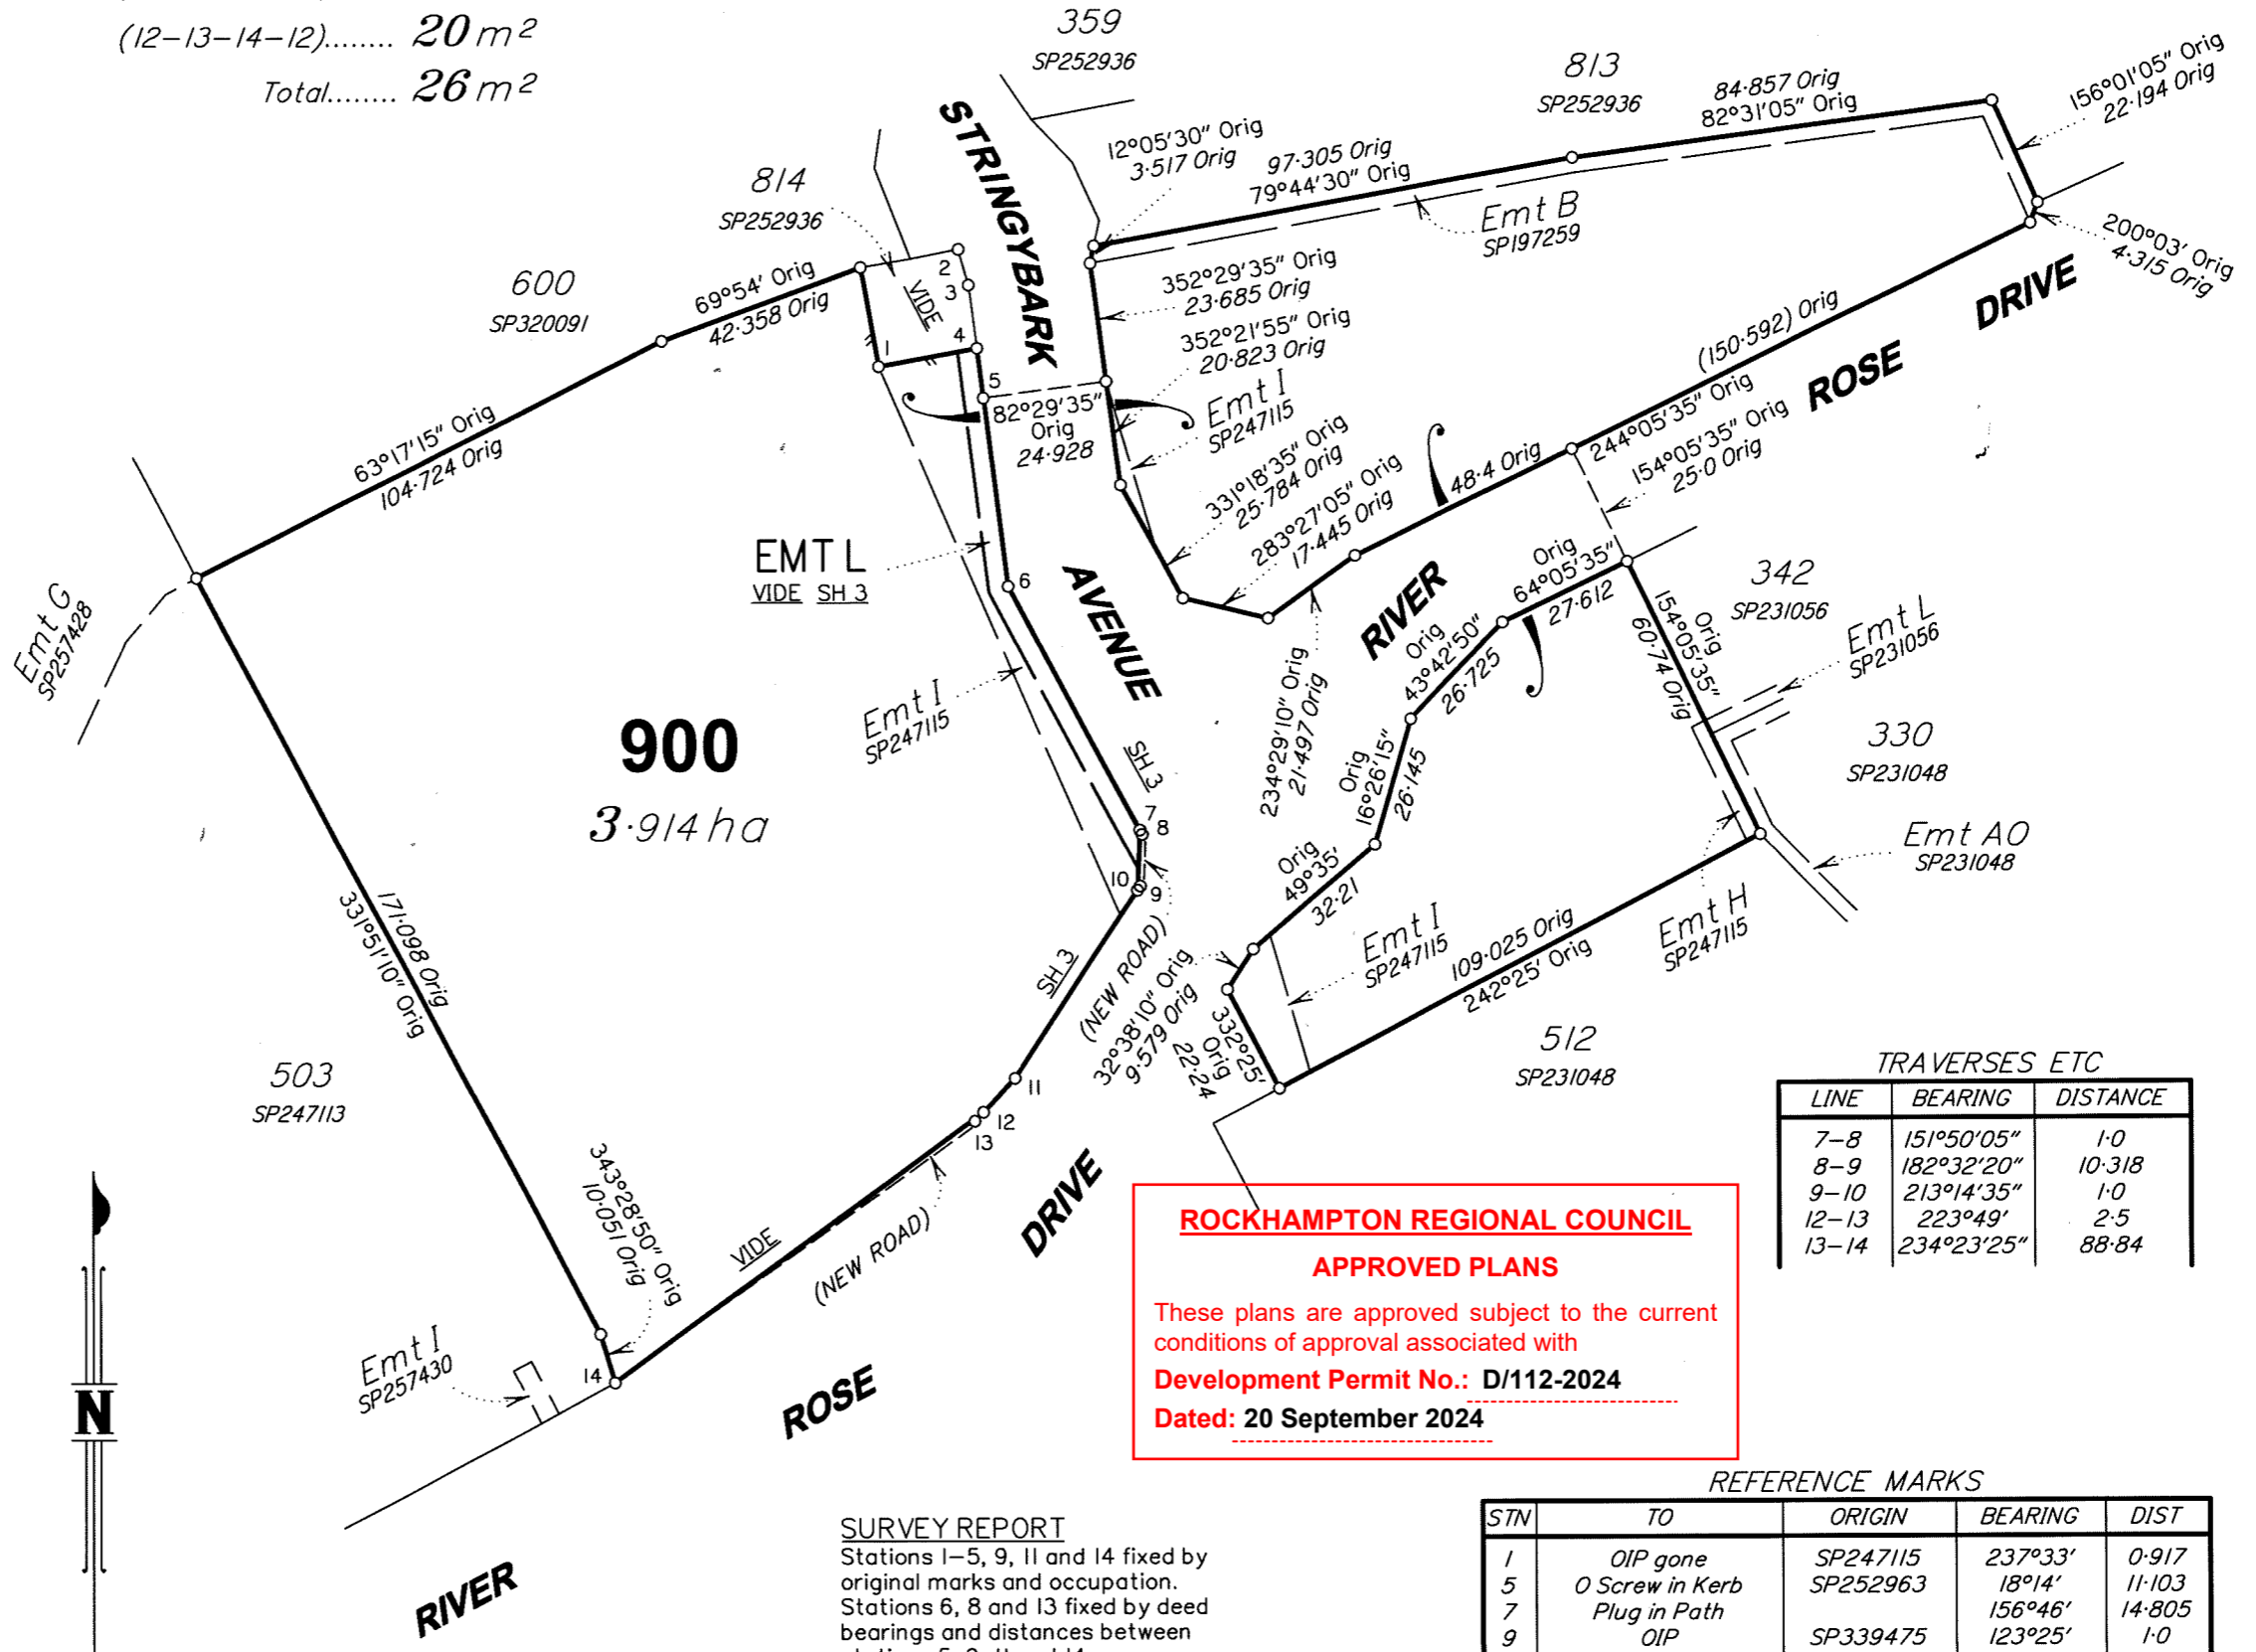 (12–13–14–12)........ 20 m²
Total........ 26 m²
359
SP252936
813
SP252936
84·857 Orig
82°31'05" Orig
156°01'05" Orig
22·194 Orig
12°05'30" Orig
3·517 Orig
97·305 Orig
79°44'30" Orig
Emt B
SP197259
200°03' Orig
4·315 Orig
814
SP252936
VIDE
STRINGYBARK
AVENUE
600
SP320091
69°54' Orig
42·358 Orig
63°17'15" Orig
104·724 Orig
1
2
3
4
5
6
82°29'35"
Orig
24·928
352°29'35" Orig
23·685 Orig
352°21'55" Orig
20·823 Orig
Emt I
SP247115
331°18'35" Orig
25·784 Orig
283°27'05" Orig
17·445 Orig
234°29'10" Orig
21·497 Orig
48·4 Orig
(150·592) Orig
244°05'35" Orig
154°05'35" Orig
25·0 Orig
RIVER
ROSE
DRIVE
EMT L
VIDE SH 3
Emt G
SP257428
Emt I
SP247115
900
3·914 ha
Orig
64°05'35"
27·612
Orig
43°42'50"
26·725
Orig
16°26'15"
26·145
Orig
49°35'
32·21
342
SP231056
Emt L
SP231056
Orig
154°05'35"
60·74 Orig
330
SP231048
Emt AO
SP231048
Emt H
SP247115
SH 3
7
8
9
10
(NEW ROAD)
SH 3
11
12
13
32°38'10" Orig
9·579 Orig
332°25'
Orig
22·24
Emt I
SP247115
109·025 Orig
242°25' Orig
512
SP231048
171·098 Orig
331°51'10" Orig
503
SP247113
343°28'50" Orig
10·051 Orig
14
VIDE
(NEW ROAD)
Emt I
SP257430
RIVER
ROSE
DRIVE
N
TRAVERSES ETC
LINE BEARING DISTANCE
7–8 151°50'05" 1·0
8–9 182°32'20" 10·318
9–10 213°14'35" 1·0
12–13 223°49' 2·5
13–14 234°23'25" 88·84
ROCKHAMPTON REGIONAL COUNCIL
APPROVED PLANS
These plans are approved subject to the current
conditions of approval associated with
Development Permit No.: D/112-2024
Dated: 20 September 2024
SURVEY REPORT
Stations 1–5, 9, 11 and 14 fixed by
original marks and occupation.
Stations 6, 8 and 13 fixed by deed
bearings and distances between
REFERENCE MARKS
STN TO ORIGIN BEARING DIST
1 OIP gone SP247115 237°33' 0·917
5 O Screw in Kerb SP252963 18°14' 11·103
7 Plug in Path 156°46' 14·805
9 OIP SP339475 123°25' 1·0